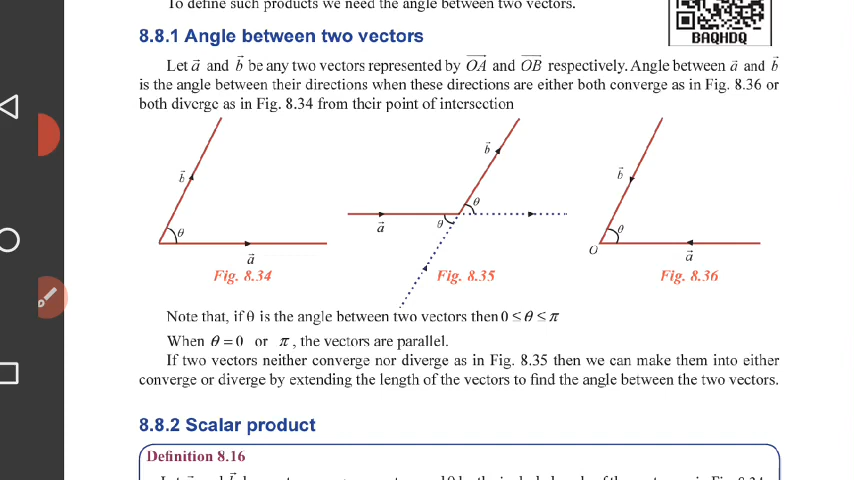 To define such products we need the angle between two vectors.
BAQHDQ
8.8.1 Angle between two vectors
Let a⃗ and b⃗ be any two vectors represented by O͞A⃗ and O͞B⃗ respectively. Angle between a⃗ and b⃗
is the angle between their directions when these directions are either both converge as in Fig. 8.36 or
both diverge as in Fig. 8.34 from their point of intersection
b⃗
θ
a⃗
Fig. 8.34
b⃗
θ
a⃗
θ
Fig. 8.35
b⃗
θ
O
a⃗
Fig. 8.36
Note that, if θ is the angle between two vectors then 0 ≤ θ ≤ π
When θ = 0 or π, the vectors are parallel.
If two vectors neither converge nor diverge as in Fig. 8.35 then we can make them into either
converge or diverge by extending the length of the vectors to find the angle between the two vectors.
8.8.2 Scalar product
Definition 8.16